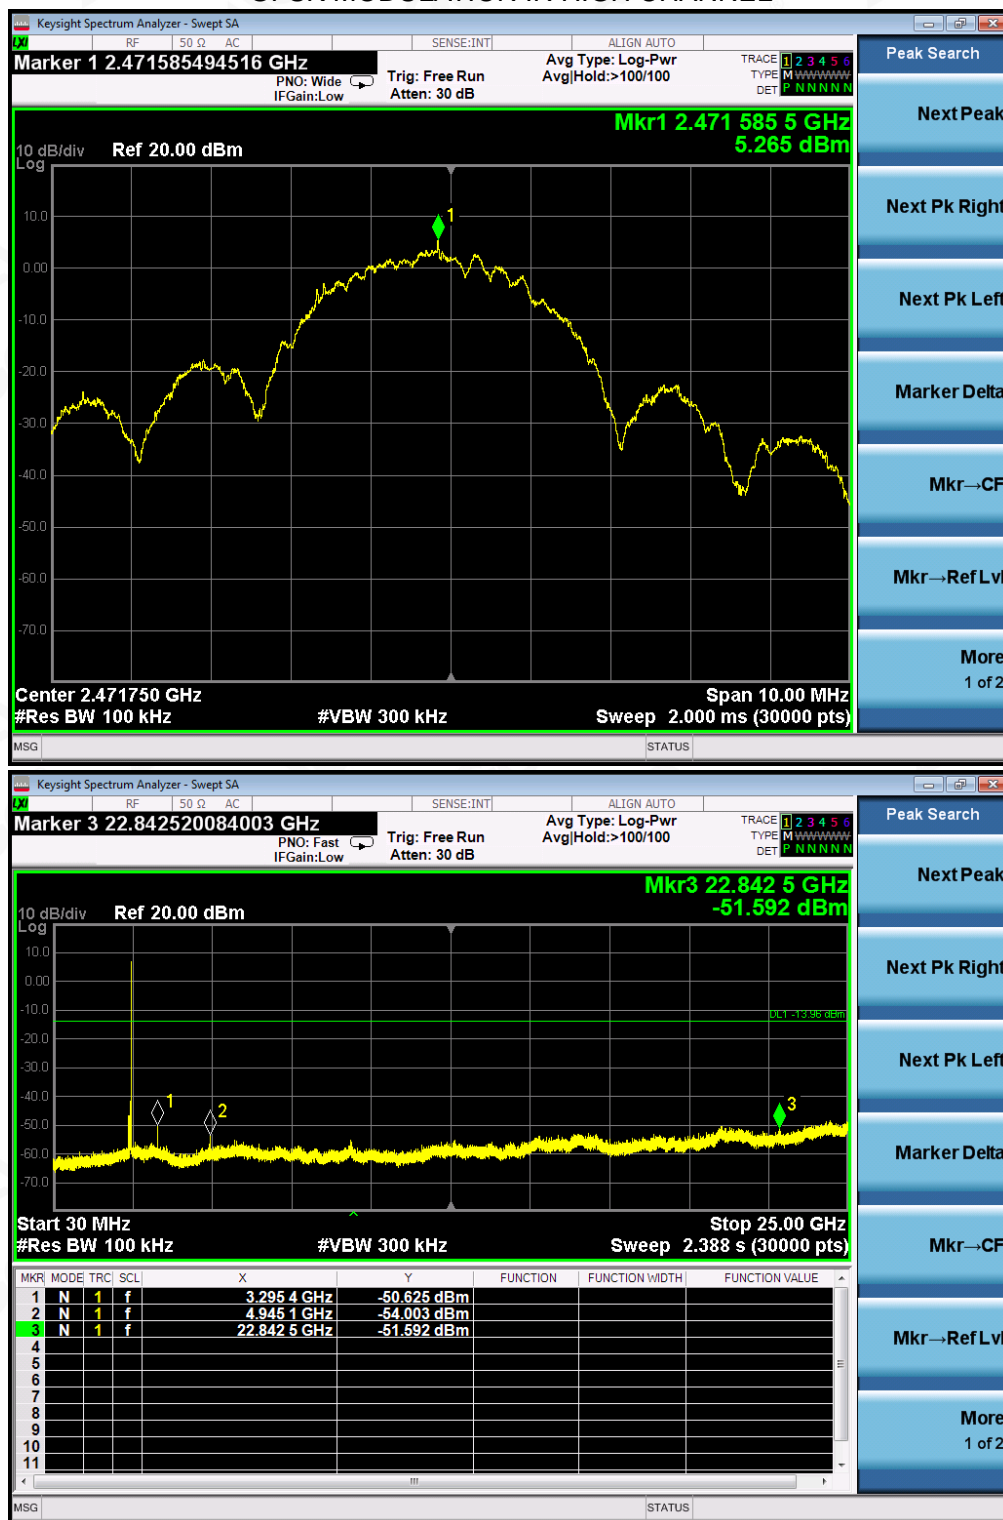 Keysight Spectrum Analyzer - Swept SA
LXI RF 50 Ω AC SENSE:INT ALIGN AUTO
Marker 1 2.471585494516 GHz
PNO: Wide
IFGain:Low
Trig: Free Run
Atten: 30 dB
Avg Type: Log-Pwr
Avg|Hold:>100/100
TRACE 1 2 3 4 5 6
TYPE M WWWWW
DET P N N N N N
Mkr1 2.471 585 5 GHz
5.265 dBm
10 dB/div Ref 20.00 dBm
Log
1
10.0
0.00
-10.0
-20.0
-30.0
-40.0
-50.0
-60.0
-70.0
Center 2.471750 GHz Span 10.00 MHz
#Res BW 100 kHz #VBW 300 kHz Sweep 2.000 ms (30000 pts)
MSG STATUS
Peak Search
Next Peak
Next Pk Right
Next Pk Left
Marker Delta
Mkr→CF
Mkr→Ref Lvl
More
1 of 2
Keysight Spectrum Analyzer - Swept SA
LXI RF 50 Ω AC SENSE:INT ALIGN AUTO
Marker 3 22.842520084003 GHz
PNO: Fast
IFGain:Low
Trig: Free Run
Atten: 30 dB
Avg Type: Log-Pwr
Avg|Hold:>100/100
TRACE 1 2 3 4 5 6
TYPE M WWWWW
DET P N N N N N
Mkr3 22.842 5 GHz
-51.592 dBm
10 dB/div Ref 20.00 dBm
Log
10.0
0.00
-10.0
DL1 -13.96 dBm
-20.0
-30.0
-40.0
-50.0
-60.0
-70.0
1
2
3
Start 30 MHz Stop 25.00 GHz
#Res BW 100 kHz #VBW 300 kHz Sweep 2.388 s (30000 pts)
MKR MODE TRC SCL X Y FUNCTION FUNCTION WIDTH FUNCTION VALUE
1 N 1 f 3.295 4 GHz -50.625 dBm
2 N 1 f 4.945 1 GHz -54.003 dBm
3 N 1 f 22.842 5 GHz -51.592 dBm
4
5
6
7
8
9
10
11
MSG STATUS
Peak Search
Next Peak
Next Pk Right
Next Pk Left
Marker Delta
Mkr→CF
Mkr→Ref Lvl
More
1 of 2